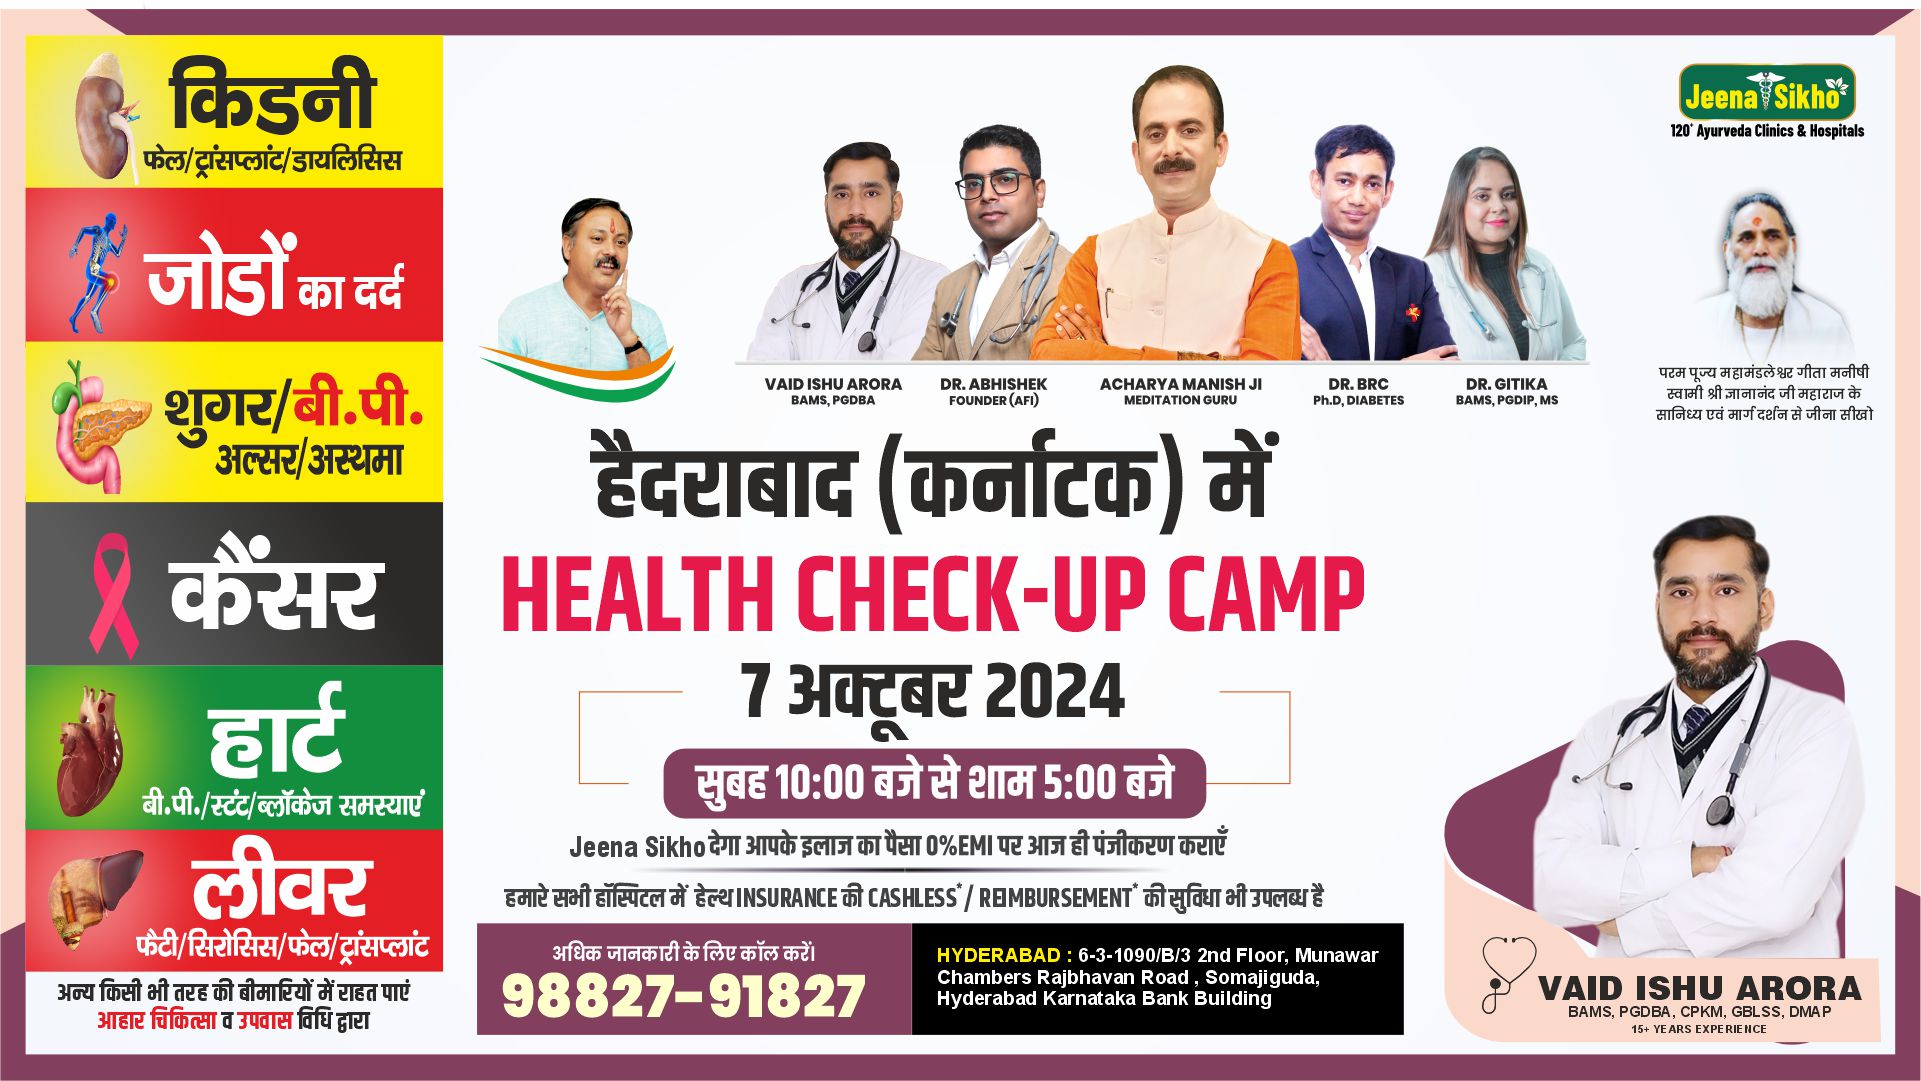 किडनी
फेल/ट्रांसप्लांट/डायलिसिस
जोडों का दर्द
शुगर/बी.पी.
अल्सर/अस्थमा
कैंसर
हार्ट
बी.पी./स्टंट/ब्लॉकेज समस्याएं
लीवर
फैटी/सिरोसिस/फेल/ट्रांसप्लांट
अन्य किसी भी तरह की बीमारियों में राहत पाएं
आहार चिकित्सा व उपवास विधि द्वारा
Jeena Sikho
120+ Ayurveda Clinics & Hospitals
VAID ISHU ARORA
BAMS, PGDBA
DR. ABHISHEK
FOUNDER (AFI)
ACHARYA MANISH JI
MEDITATION GURU
DR. BRC
Ph.D, DIABETES
DR. GITIKA
BAMS, PGDIP, MS
परम पूज्य महामंडलेश्वर गीता मनीषी
स्वामी श्री ज्ञानानंद जी महाराज के
सानिध्य एवं मार्ग दर्शन से जीना सीखो
हैदराबाद (कर्नाटक) में
HEALTH CHECK-UP CAMP
7 अक्टूबर 2024
सुबह 10:00 बजे से शाम 5:00 बजे
Jeena Sikho देगा आपके इलाज का पैसा 0%EMI पर आज ही पंजीकरण कराएँ
हमारे सभी हॉस्पिटल में हेल्थ INSURANCE की CASHLESS*/ REIMBURSEMENT* की सुविधा भी उपलब्ध है
अधिक जानकारी के लिए कॉल करें।
98827-91827
HYDERABAD : 6-3-1090/B/3 2nd Floor, Munawar
Chambers Rajbhavan Road , Somajiguda,
Hyderabad Karnataka Bank Building
VAID ISHU ARORA
BAMS, PGDBA, CPKM, GBLSS, DMAP
15+ YEARS EXPERIENCE